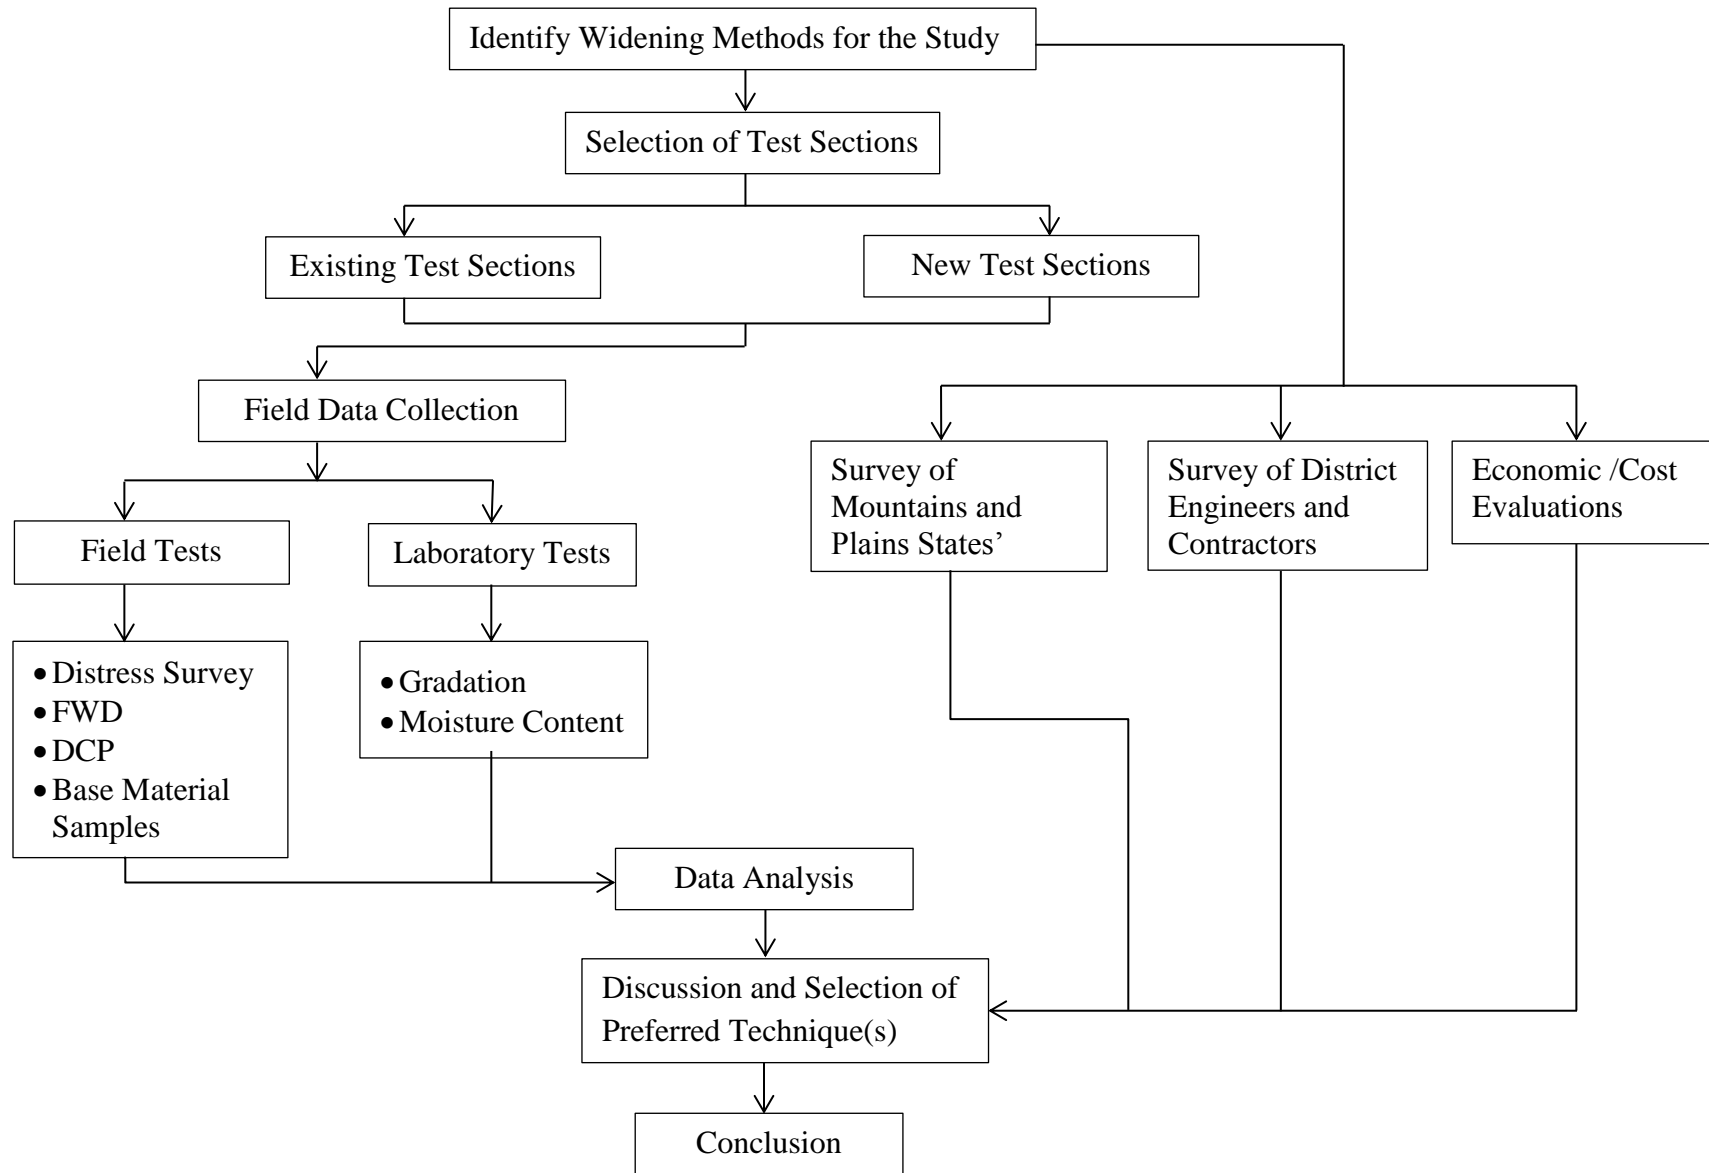 Identify Widening Methods for the Study
Selection of Test Sections
Existing Test Sections
New Test Sections
Field Data Collection
Survey of
Mountains and
Plains States’
Survey of District
Engineers and
Contractors
Economic /Cost
Evaluations
Field Tests
Laboratory Tests
• Distress Survey
• FWD
• DCP
• Base Material
Samples
• Gradation
• Moisture Content
Data Analysis
Discussion and Selection of
Preferred Technique(s)
Conclusion